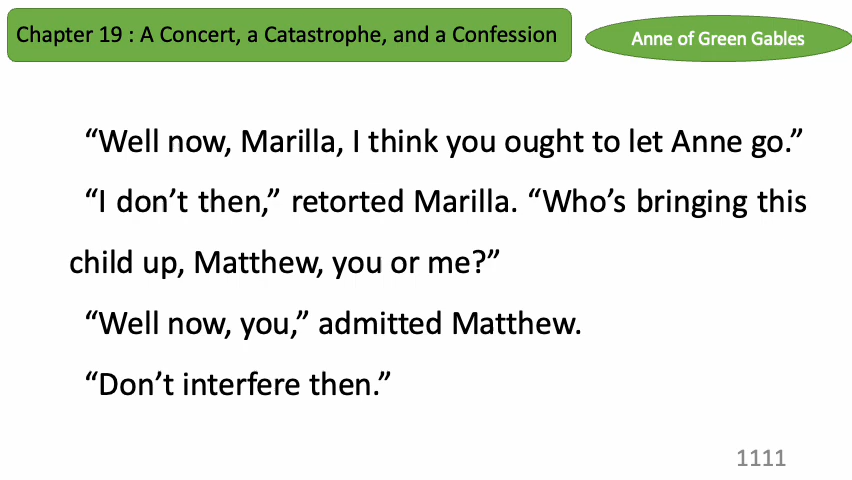 Chapter 19 : A Concert, a Catastrophe, and a Confession
Anne of Green Gables
“Well now, Marilla, I think you ought to let Anne go.”
“I don’t then,” retorted Marilla. “Who’s bringing this
child up, Matthew, you or me?”
“Well now, you,” admitted Matthew.
“Don’t interfere then.”
1111